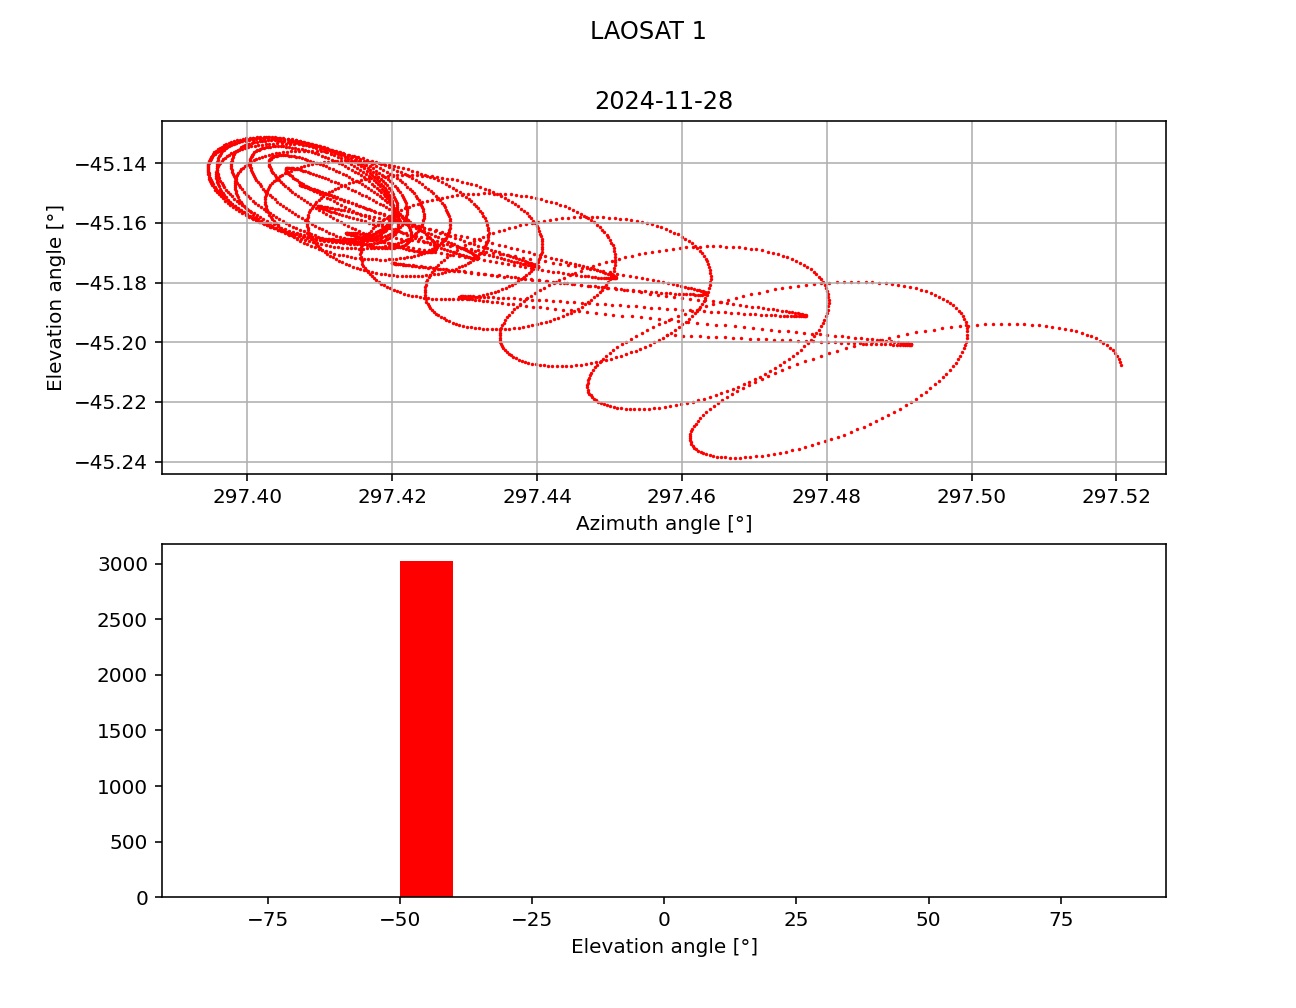 LAOSAT 1
2024-11-28
Elevation angle [°]
−45.14
−45.16
−45.18
−45.20
−45.22
−45.24
297.40 297.42 297.44 297.46 297.48 297.50 297.52
Azimuth angle [°]
3000
2500
2000
1500
1000
500
0
−75 −50 −25 0 25 50 75
Elevation angle [°]